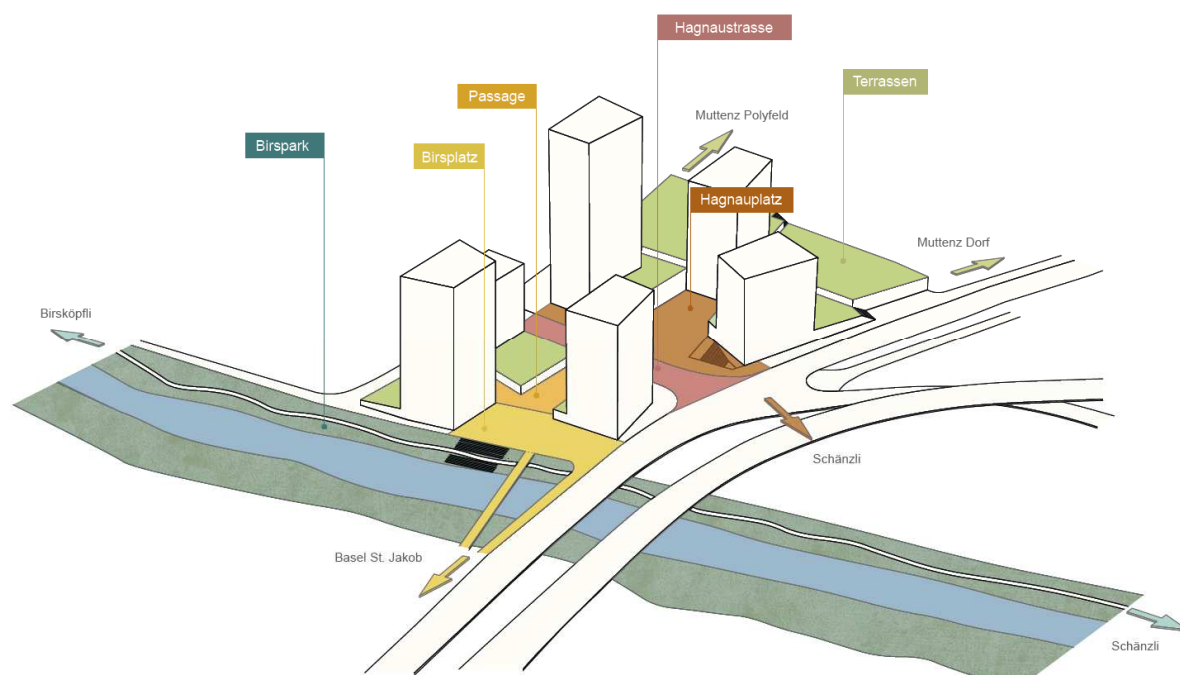 Hagnaustrasse
Terrassen
Passage
Muttenz Polyfeld
Birspark
Birsplatz
Hagnauplatz
Muttenz Dorf
Birsköpfli
Schänzli
Basel St. Jakob
Schänzli